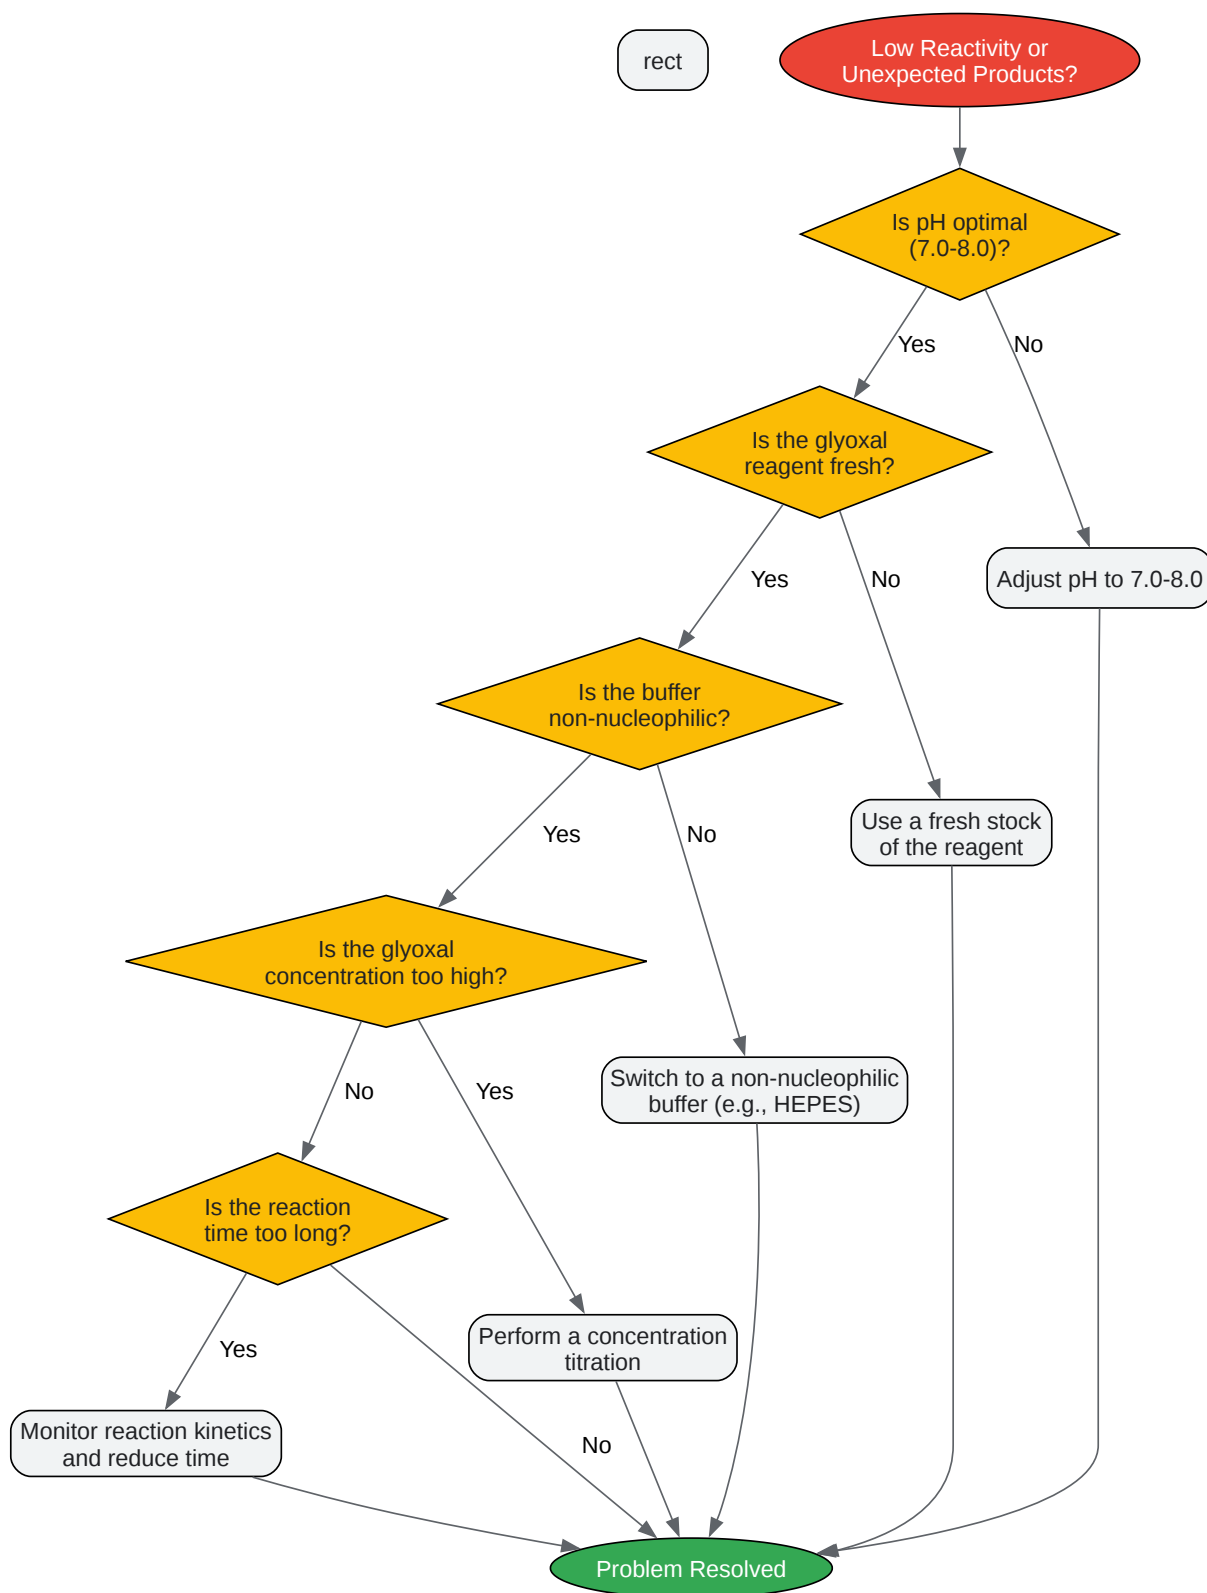 rect
Low Reactivity or
Unexpected Products?
Is pH optimal
(7.0-8.0)?
Yes
No
Is the glyoxal
reagent fresh?
Yes
No
Adjust pH to 7.0-8.0
Is the buffer
non-nucleophilic?
Yes
No
Use a fresh stock
of the reagent
Is the glyoxal
concentration too high?
No
Yes
Switch to a non-nucleophilic
buffer (e.g., HEPES)
Is the reaction
time too long?
Yes
No
Perform a concentration
titration
Monitor reaction kinetics
and reduce time
Problem Resolved